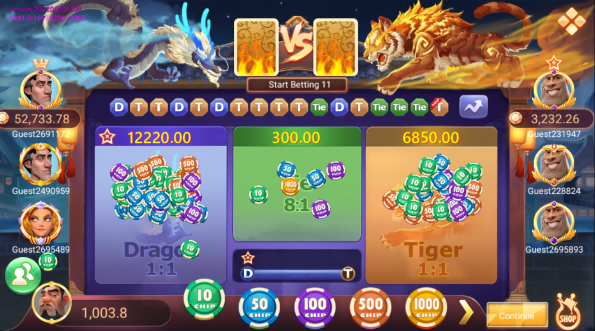 VS
Start Betting 11
D T T D T D T T T T Tie D T Tie Tie Tie T
52,733.78
Guest2691173
Guest2490959
Guest2695489
3,232.26
Guest231947
Guest228824
Guest2695893
12220.00
300.00
6850.00
Dragon
1:1
Tie
8:1
Tiger
1:1
D T
1,003.8
10 CHIP
50 CHIP
100 CHIP
500 CHIP
1000 CHIP
Continue
SHOP